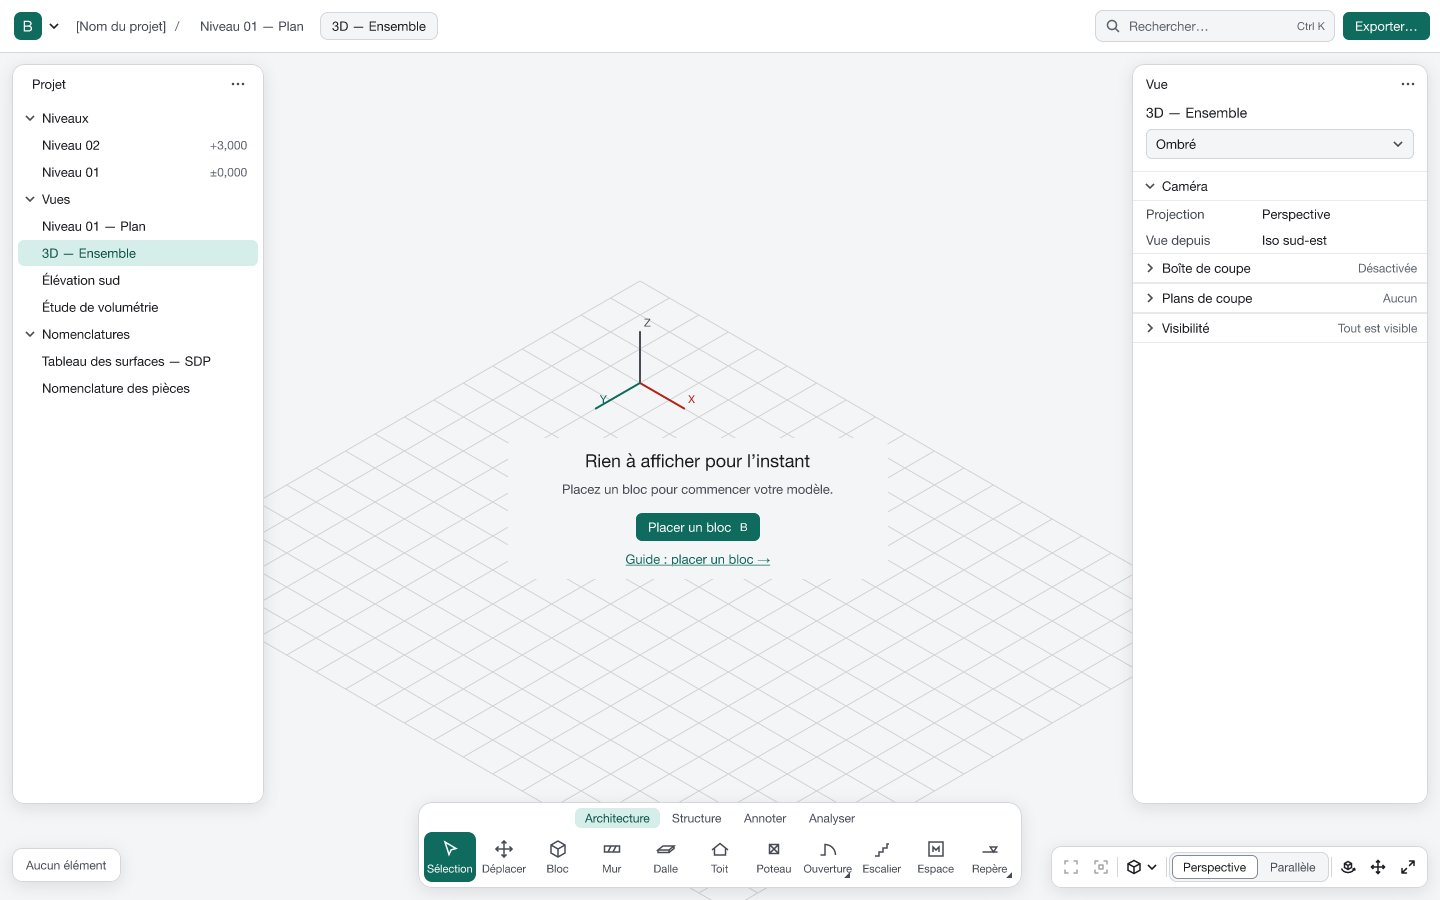 B [Nom du projet] / Niveau 01 — Plan 3D — Ensemble Rechercher… Ctrl K Exporter…
Projet
Niveaux
Niveau 02 +3,000
Niveau 01 ±0,000
Vues
Niveau 01 — Plan
3D — Ensemble
Élévation sud
Étude de volumétrie
Nomenclatures
Tableau des surfaces — SDP
Nomenclature des pièces
Z
Y
X
Rien à afficher pour l’instant
Placez un bloc pour commencer votre modèle.
Placer un bloc B
Guide : placer un bloc →
Vue
3D — Ensemble
Ombré
Caméra
Projection Perspective
Vue depuis Iso sud-est
Boîte de coupe Désactivée
Plans de coupe Aucun
Visibilité Tout est visible
Aucun élément
Architecture Structure Annoter Analyser
Sélection Déplacer Bloc Mur Dalle Toit Poteau Ouverture Escalier Espace Repère
Perspective Parallèle